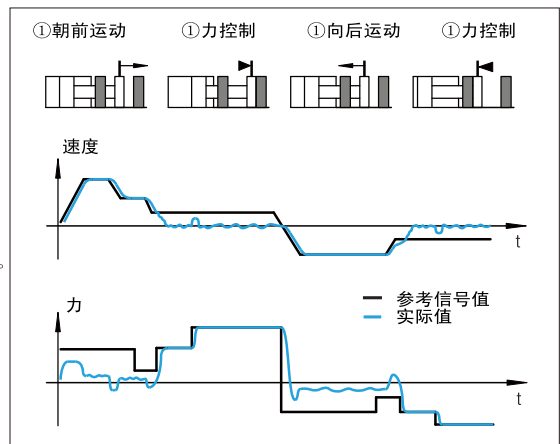 ①朝前运动 ①力控制 ①向后运动 ①力控制
速度
t
力
参考信号值
实际值
t